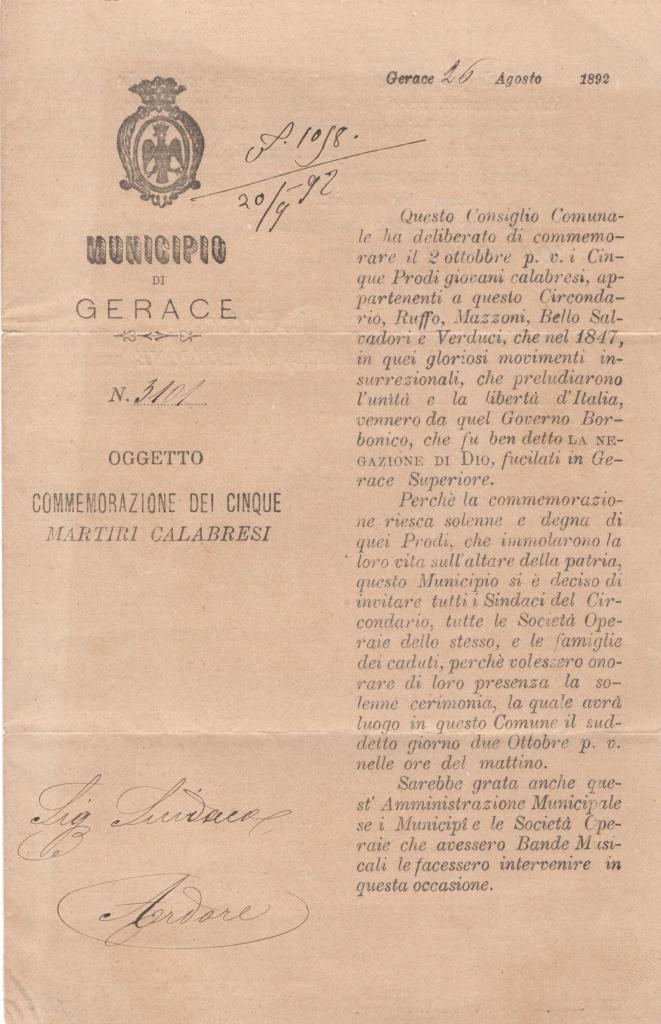 Gerace 26 Agosto 1892
P. 1058.
20/9 92
MUNICIPIO
DI
GERACE
N. 3101
OGGETTO
COMMEMORAZIONE DEI CINQUE
MARTIRI CALABRESI
Sig Sindaco
Ardore
Questo Consiglio Comuna-
le ha deliberato di commemo-
rare il 2 ottobbre p. v. i Cin-
que Prodi giovani calabresi, ap-
partenenti a questo Circonda-
rio, Ruffo, Mazzoni, Bello Sal-
vadori e Verduci, che nel 1847,
in quei gloriosi movimenti in-
surrezionali, che preludiarono
l'unità e la libertà d'Italia,
vennero da quel Governo Bor-
bonico, che fu ben detto LA NE-
GAZIONE DI DIO, fucilati in Ge-
race Superiore.
Perchè la commemorazio-
ne riesca solenne e degna di
quei Prodi, che immolarono la
loro vita sull'altare della patria,
questo Municipio si è deciso di
invitare tutti i Sindaci del Cir-
condario, tutte le Società Ope-
raie dello stesso, e le famiglie
dei caduti, perchè volessero ono-
rare di loro presenza la so-
lenne cerimonia, la quale avrà
luogo in questo Comune il sud-
detto giorno due Ottobre p. v.
nelle ore del mattino.
Sarebbe grata anche que-
st' Amministrazione Municipale
se i Municipî e le Società Ope-
raie che avessero Bande Musi-
cali le facessero intervenire in
questa occasione.